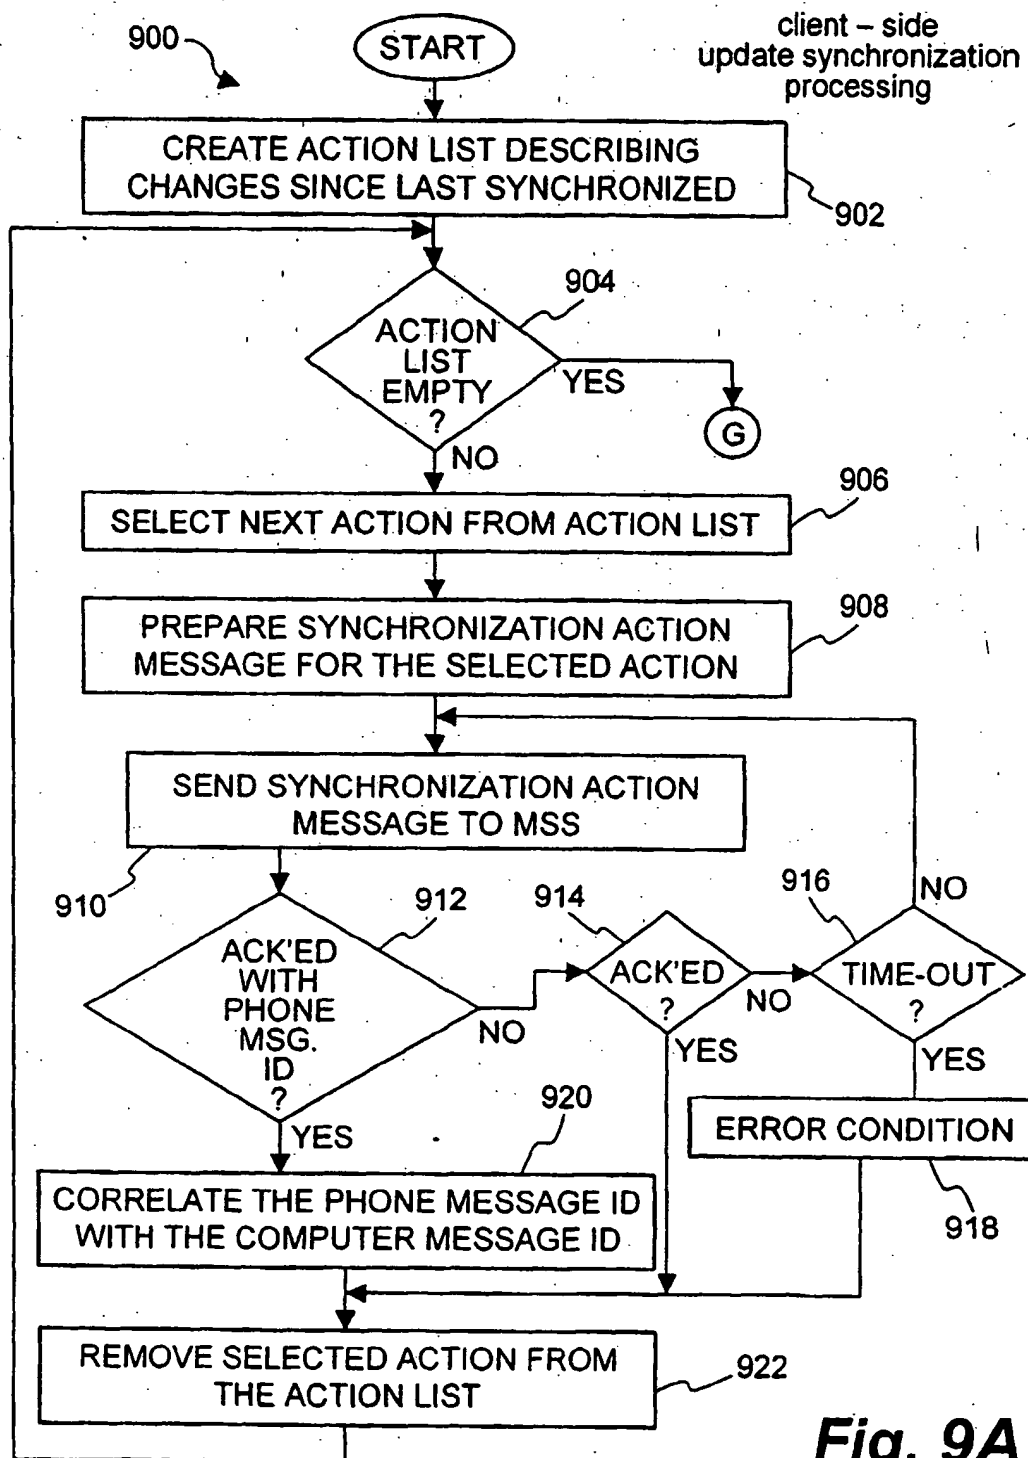 900
START
client – side
update synchronization
processing
CREATE ACTION LIST DESCRIBING
CHANGES SINCE LAST SYNCHRONIZED
902
904
ACTION
LIST
EMPTY
?
YES
G
NO
906
SELECT NEXT ACTION FROM ACTION LIST
908
PREPARE SYNCHRONIZATION ACTION
MESSAGE FOR THE SELECTED ACTION
SEND SYNCHRONIZATION ACTION
MESSAGE TO MSS
910
912
914
916
NO
ACK'ED
WITH
PHONE
MSG.
ID
?
NO
ACK'ED
?
NO
TIME-OUT
?
YES
YES
YES
920
ERROR CONDITION
918
CORRELATE THE PHONE MESSAGE ID
WITH THE COMPUTER MESSAGE ID
REMOVE SELECTED ACTION FROM
THE ACTION LIST
922
Fig. 9A